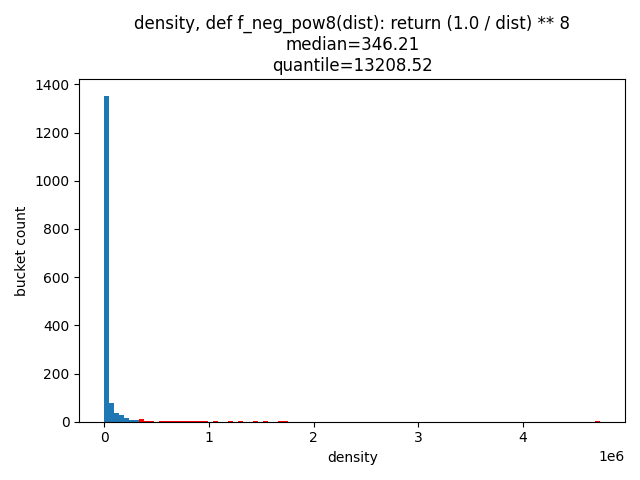 density, def f_neg_pow8(dist): return (1.0 / dist) ** 8
median=346.21
quantile=13208.52
1400
1200
1000
800
600
400
200
0
bucket count
0 1 2 3 4
1e6
density